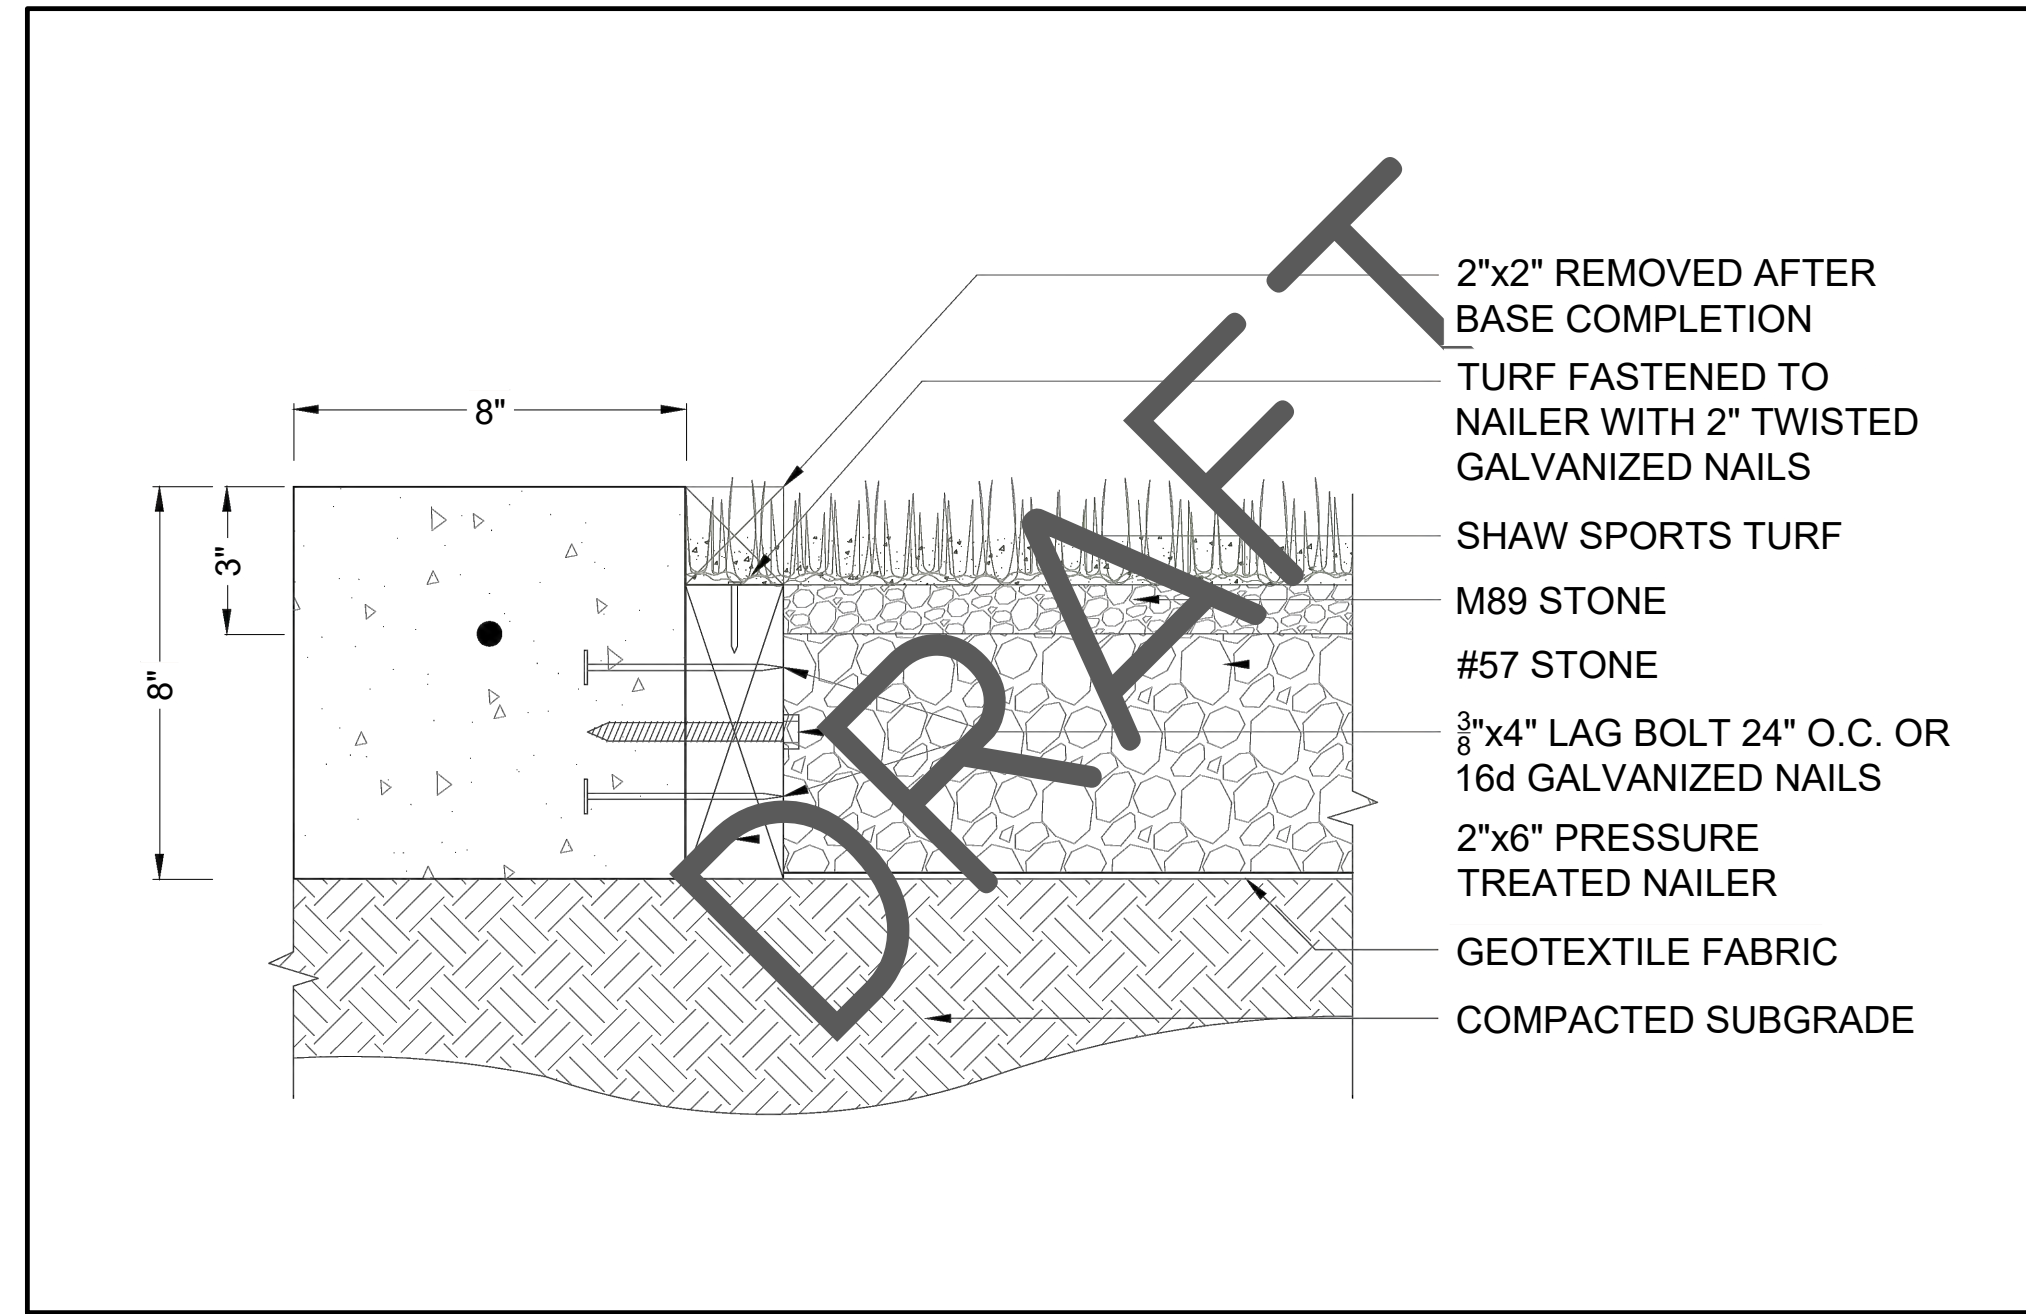 2"x2" REMOVED AFTER
BASE COMPLETION
TURF FASTENED TO
NAILER WITH 2" TWISTED
GALVANIZED NAILS
8"
3"
8"
SHAW SPORTS TURF
M89 STONE
#57 STONE
3/8"x4" LAG BOLT 24" O.C. OR
16d GALVANIZED NAILS
2"x6" PRESSURE
TREATED NAILER
GEOTEXTILE FABRIC
COMPACTED SUBGRADE
DRAFT